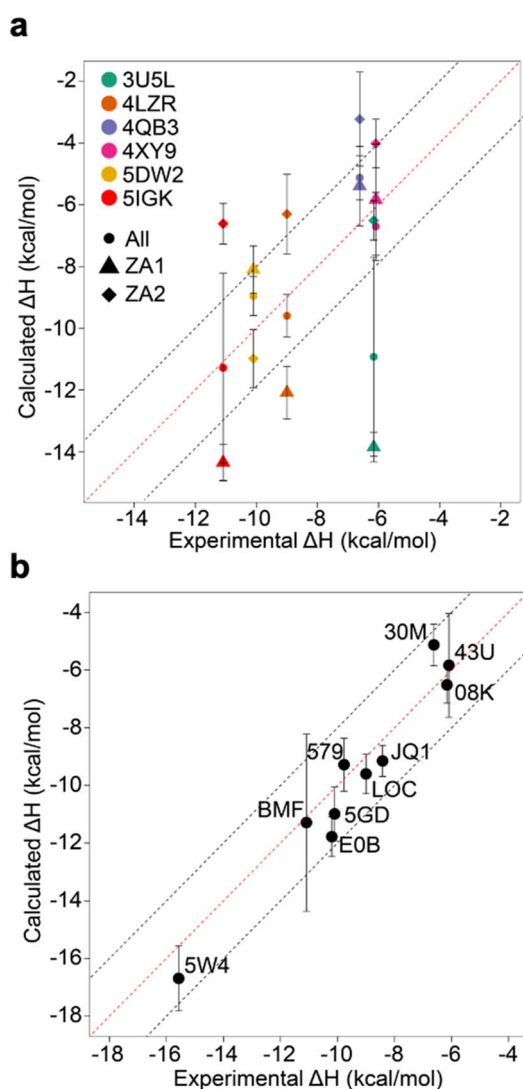 a
-2
-4
-6
-8
-10
-12
-14
Calculated ΔH (kcal/mol)
3U5L
4LZR
4QB3
4XY9
5DW2
5IGK
All
ZA1
ZA2
-14 -12 -10 -8 -6 -4 -2
Experimental ΔH (kcal/mol)
b
-4
-6
-8
-10
-12
-14
-16
-18
Calculated ΔH (kcal/mol)
30M
43U
08K
579
JQ1
LOC
BMF
5GD
E0B
5W4
-18 -16 -14 -12 -10 -8 -6 -4
Experimental ΔH (kcal/mol)